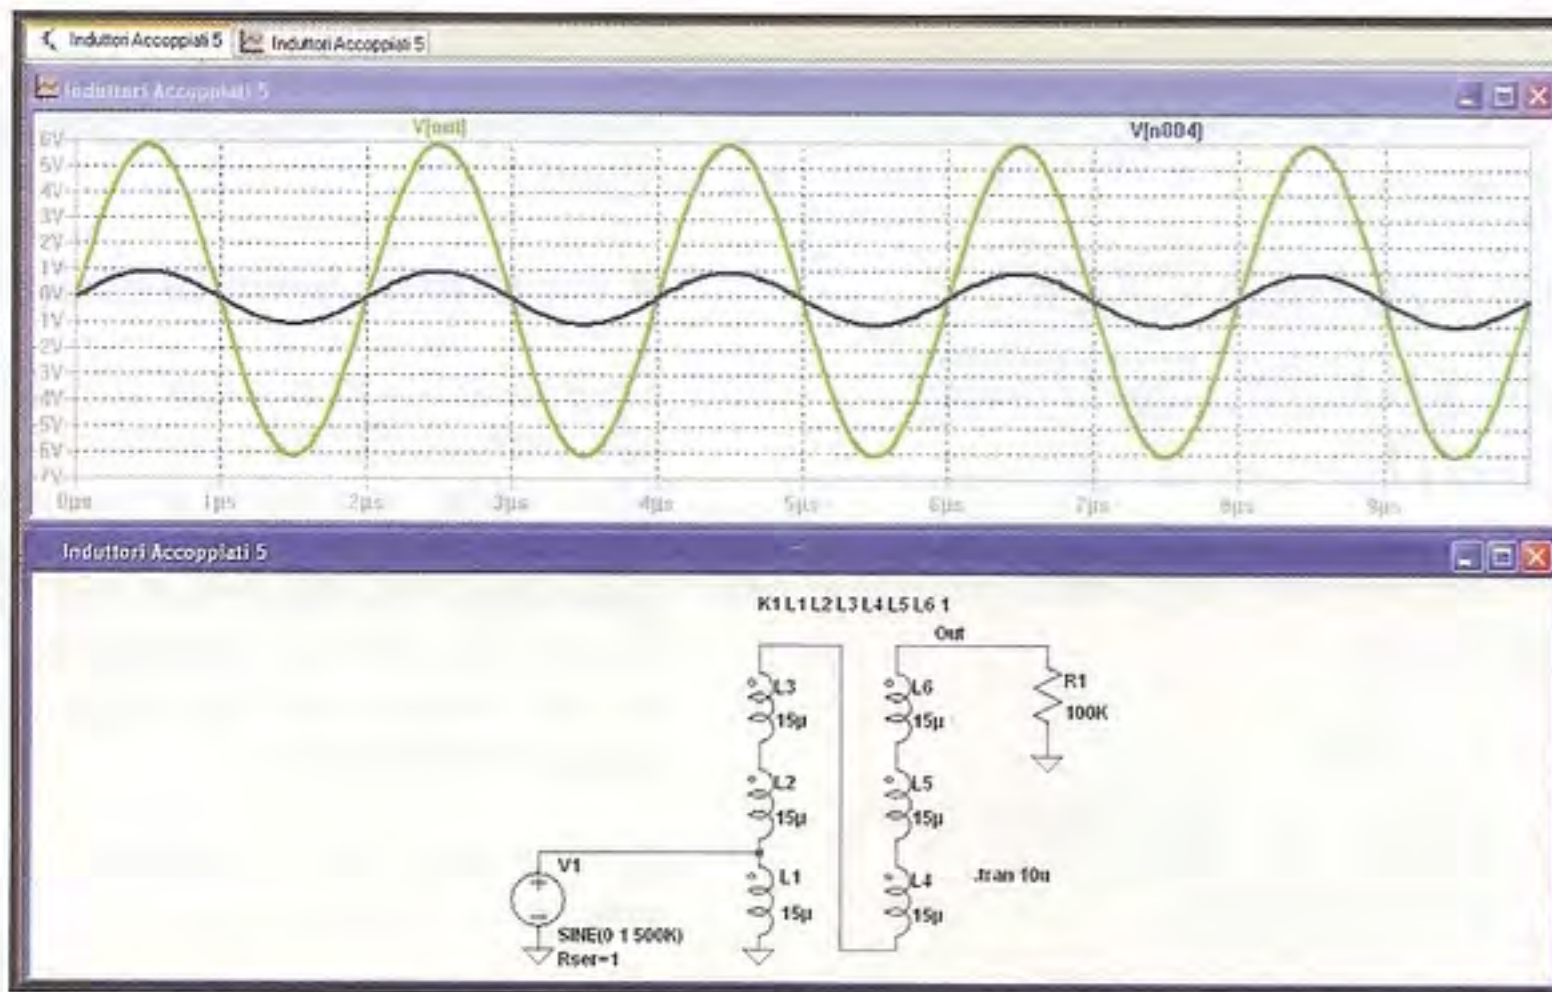 Induttori Accoppiati 5
Induttori Accoppiati 5
Induttori Accoppiati 5
V[out]
V[n004]
6V
5V
4V
3V
2V
1V
0V
-1V
-2V
-3V
-4V
-5V
-6V
-7V
0µs 1µs 2µs 3µs 4µs 5µs 6µs 7µs 8µs 9µs
Induttori Accoppiati 5
K1 L1 L2 L3 L4 L5 L6 1
Out
L3
15µ
L6
15µ
R1
100K
L2
15µ
L5
15µ
V1
L1
15µ
L4
15µ
.tran 10u
SINE(0 1 500K)
Rser=1